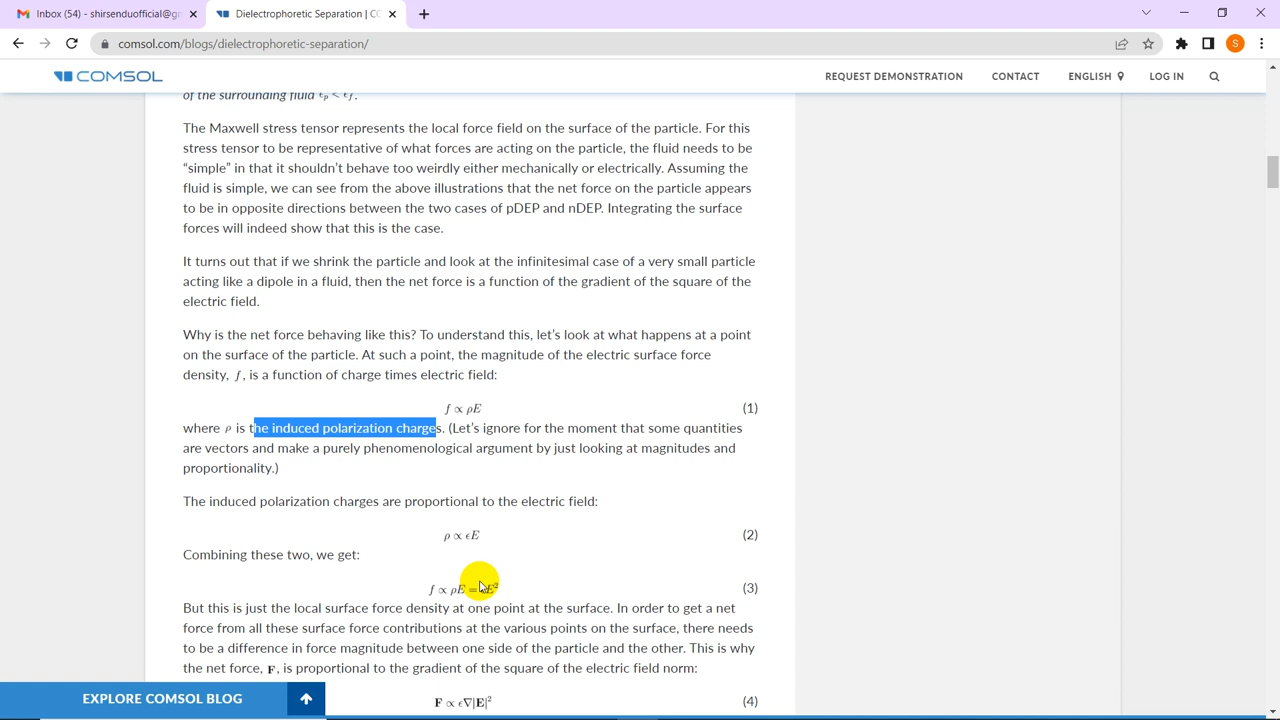 Inbox (54) - shirsenduofficial@g
Dielectrophoretic Separation | CO
comsol.com/blogs/dielectrophoretic-separation/
S
COMSOL
REQUEST DEMONSTRATION
CONTACT
ENGLISH
LOG IN
of the surrounding fluid ϵp < ϵf.
The Maxwell stress tensor represents the local force field on the surface of the particle. For this
stress tensor to be representative of what forces are acting on the particle, the fluid needs to be
“simple” in that it shouldn’t behave too weirdly either mechanically or electrically. Assuming the
fluid is simple, we can see from the above illustrations that the net force on the particle appears
to be in opposite directions between the two cases of pDEP and nDEP. Integrating the surface
forces will indeed show that this is the case.
It turns out that if we shrink the particle and look at the infinitesimal case of a very small particle
acting like a dipole in a fluid, then the net force is a function of the gradient of the square of the
electric field.
Why is the net force behaving like this? To understand this, let’s look at what happens at a point
on the surface of the particle. At such a point, the magnitude of the electric surface force
density, f, is a function of charge times electric field:
f ∝ ρE (1)
where ρ is the induced polarization charges. (Let’s ignore for the moment that some quantities
are vectors and make a purely phenomenological argument by just looking at magnitudes and
proportionality.)
The induced polarization charges are proportional to the electric field:
ρ ∝ ϵE (2)
Combining these two, we get:
f ∝ ρE = ϵE² (3)
But this is just the local surface force density at one point at the surface. In order to get a net
force from all these surface force contributions at the various points on the surface, there needs
to be a difference in force magnitude between one side of the particle and the other. This is why
the net force, F, is proportional to the gradient of the square of the electric field norm:
EXPLORE COMSOL BLOG
F ∝ ϵ∇|E|² (4)